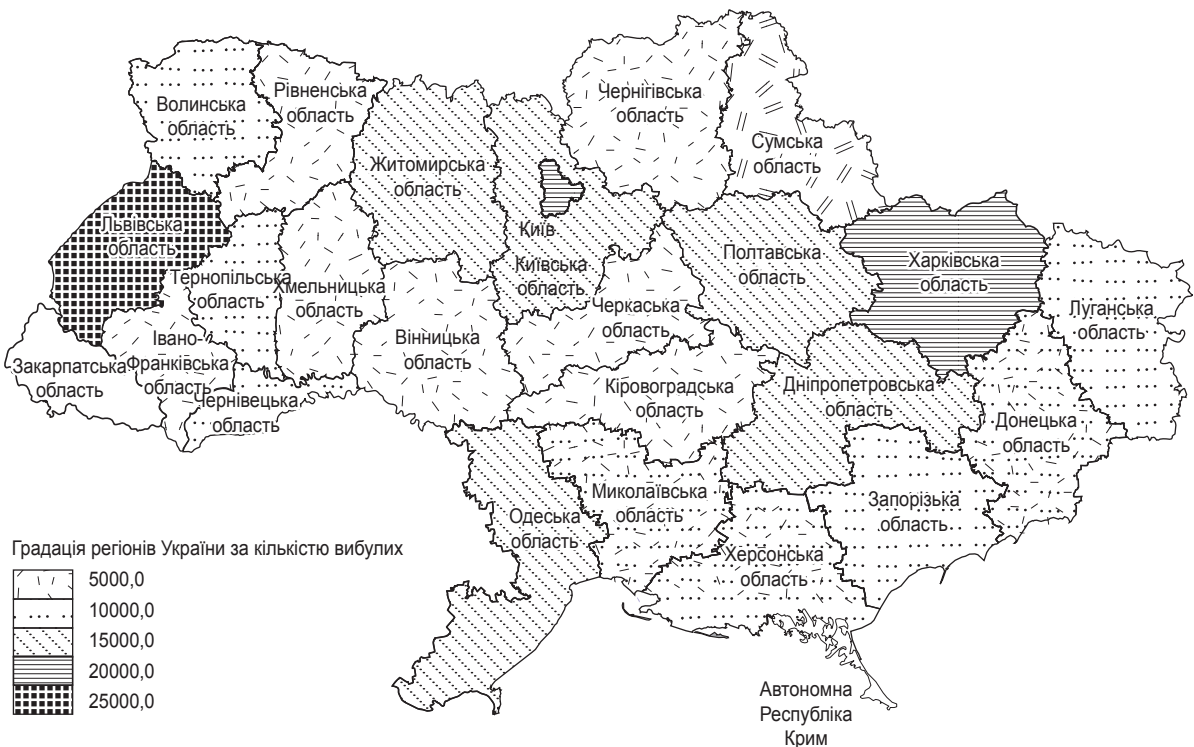 Волинська
область
Рівненська
область
Житомирська
область
Чернігівська
область
Сумська
область
Львівська
область
Київ
Київська
область
Полтавська
область
Харківська
область
Луганська
область
Тернопільська
область
Хмельницька
область
Вінницька
область
Черкаська
область
Закарпатська
область
Івано-
Франківська
область
Чернівецька
область
Кіровоградська
область
Дніпропетровська
область
Донецька
область
Одеська
область
Миколаївська
область
Запорізька
область
Херсонська
область
Автономна
Республіка
Крим
Градація регіонів України за кількістю вибулих
5000,0
10000,0
15000,0
20000,0
25000,0